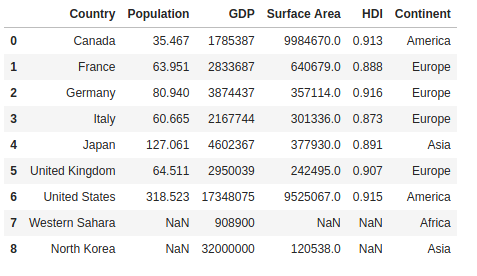 Country Population GDP Surface Area HDI Continent
0 Canada 35.467 1785387 9984670.0 0.913 America
1 France 63.951 2833687 640679.0 0.888 Europe
2 Germany 80.940 3874437 357114.0 0.916 Europe
3 Italy 60.665 2167744 301336.0 0.873 Europe
4 Japan 127.061 4602367 377930.0 0.891 Asia
5 United Kingdom 64.511 2950039 242495.0 0.907 Europe
6 United States 318.523 17348075 9525067.0 0.915 America
7 Western Sahara NaN 908900 NaN NaN Africa
8 North Korea NaN 32000000 120538.0 NaN Asia